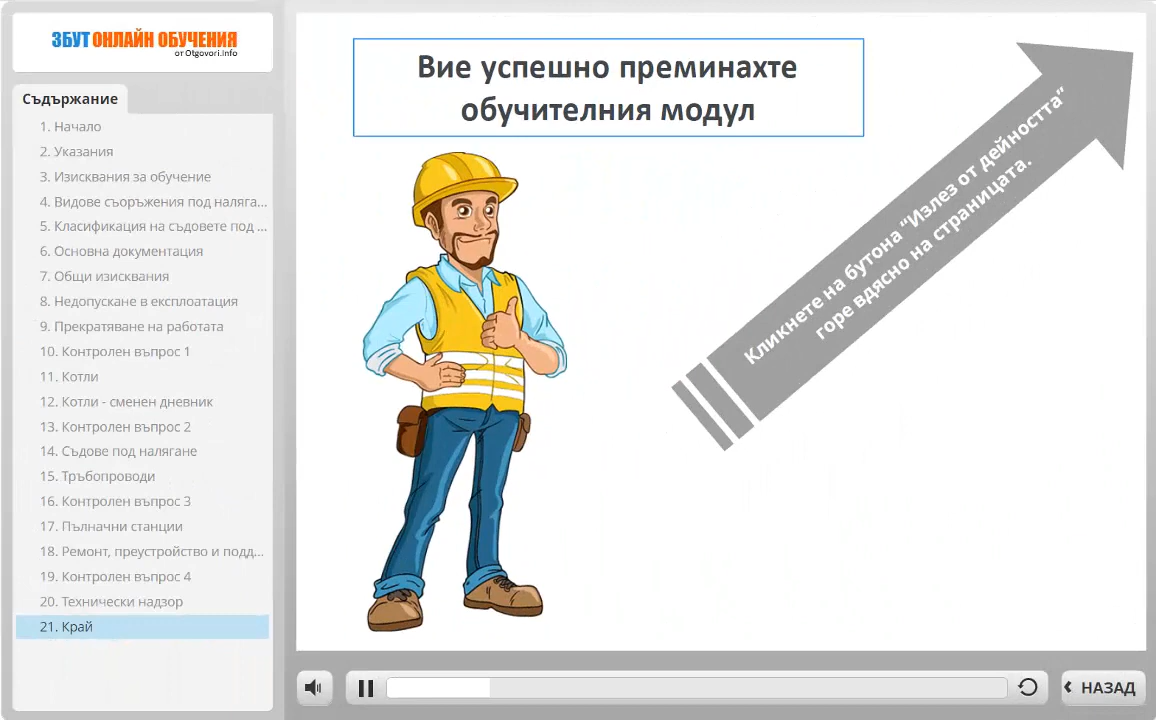 ЗБУТ ОНЛАЙН ОБУЧЕНИЯ
от Otgovori.Info
Съдържание
1. Начало
2. Указания
3. Изисквания за обучение
4. Видове съоръжения под наляга...
5. Класификация на съдовете под ...
6. Основна документация
7. Общи изисквания
8. Недопускане в експлоатация
9. Прекратяване на работата
10. Контролен въпрос 1
11. Котли
12. Котли - сменен дневник
13. Контролен въпрос 2
14. Съдове под налягане
15. Тръбопроводи
16. Контролен въпрос 3
17. Пълначни станции
18. Ремонт, преустройство и подд...
19. Контролен въпрос 4
20. Технически надзор
21. Край
Вие успешно преминахте
обучителния модул
Кликнете на бутона “Излез от дейността”
горе вдясно на страницата.
НАЗАД